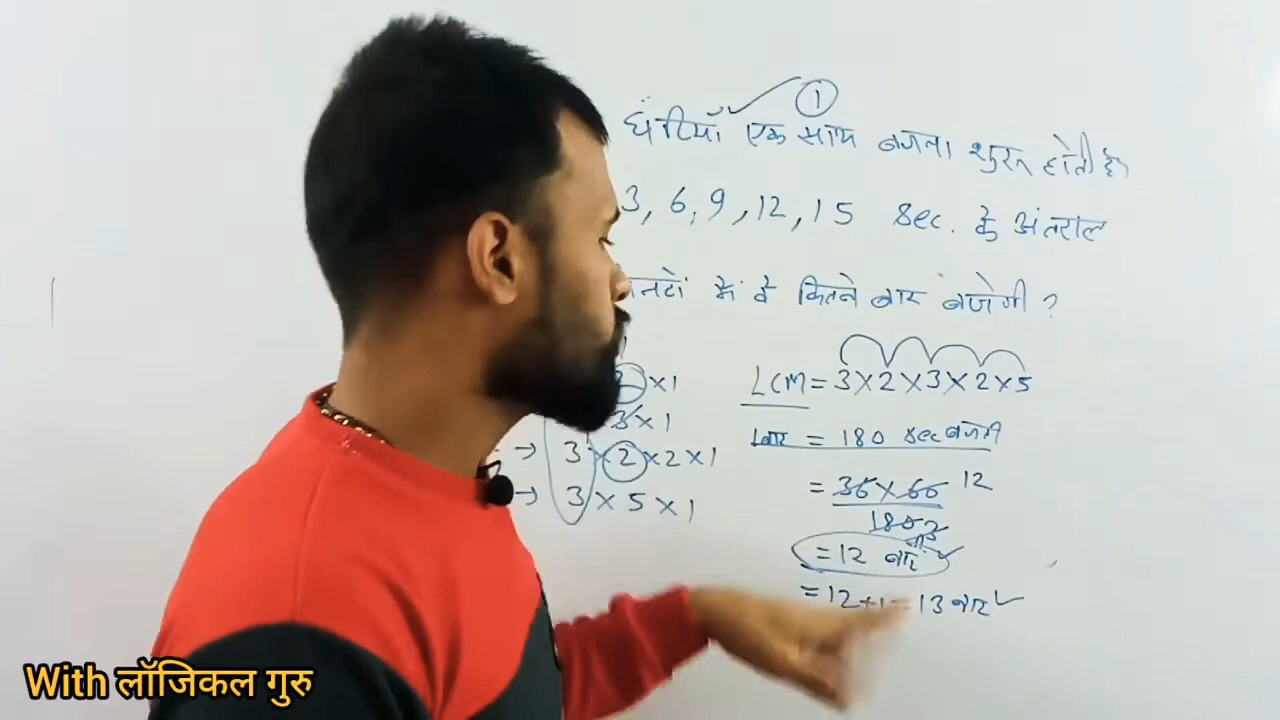 ① घंटियाँ एक साथ बजना शुरू होती है
3, 6, 9, 12, 15 Sec. के अंतराल
में वे कितने बार बजेगी ?
×1
LCM = 3×2×3×2×5
3×1
1बार = 180 Sec बजेगी
→ 3×2×2×1
= 36×60 12
→ 3×5×1
180 3
= 12 बार
= 12+1=13 बार
With लॉजिकल गुरु